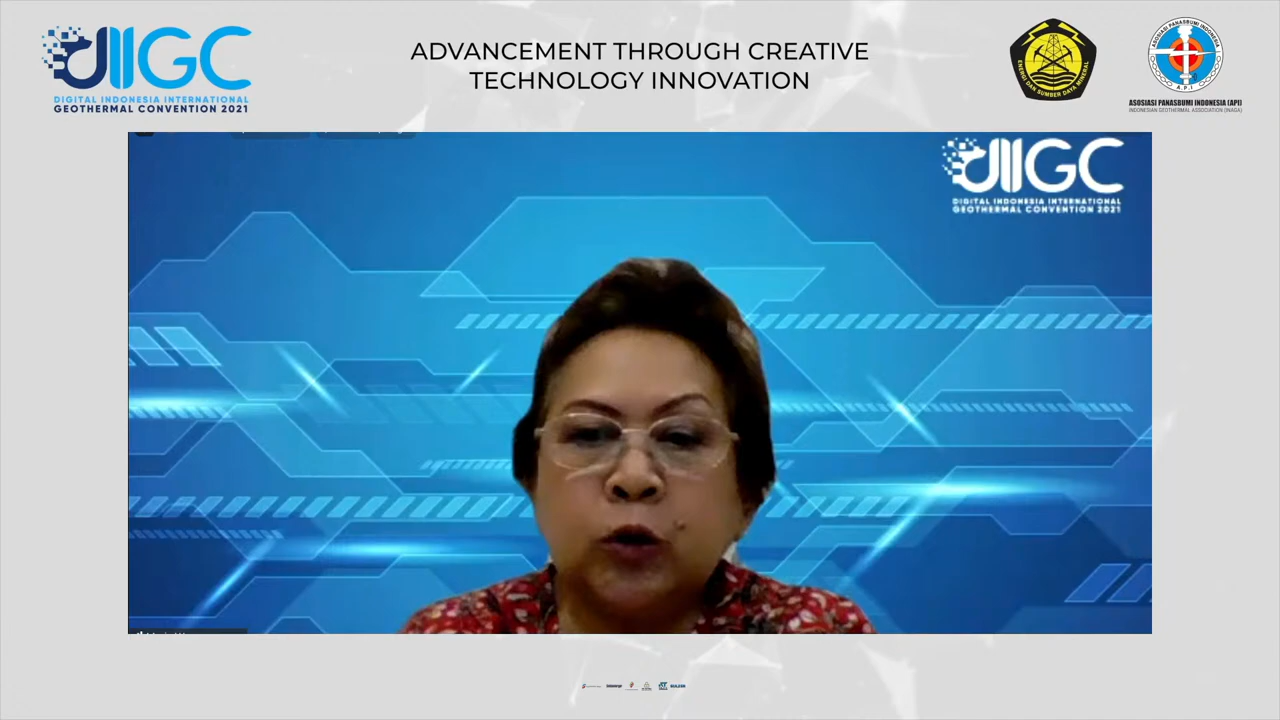 DIIGC
DIGITAL INDONESIA INTERNATIONAL
GEOTHERMAL CONVENTION 2021
ADVANCEMENT THROUGH CREATIVE
TECHNOLOGY INNOVATION
ENERGI DAN SUMBER DAYA MINERAL
ASOSIASI PANASBUMI INDONESIA
A.P.I
ASOSIASI PANASBUMI INDONESIA (API)
INDONESIAN GEOTHERMAL ASSOCIATION (INAGA)
DIIGC
DIGITAL INDONESIA INTERNATIONAL
GEOTHERMAL CONVENTION 2021